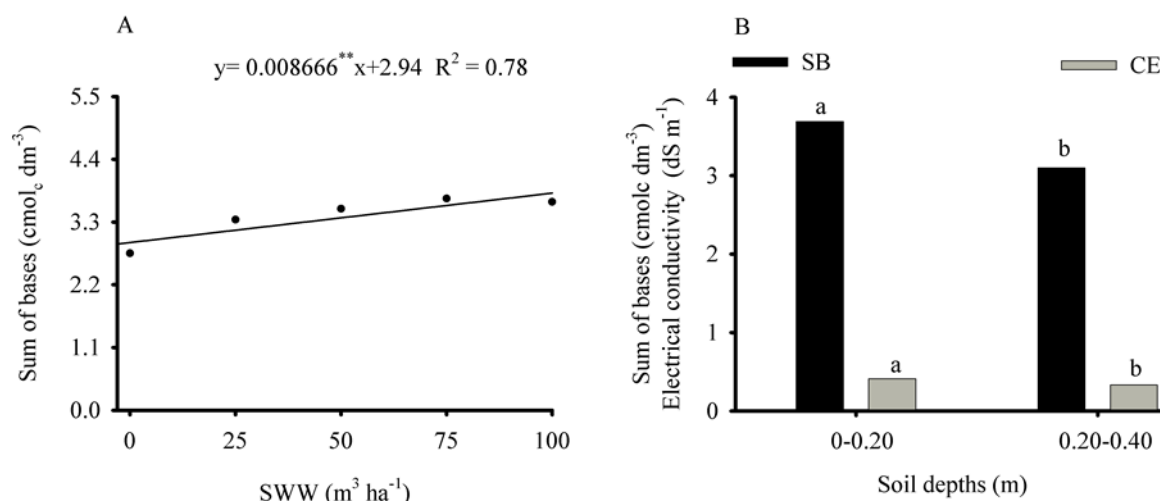 A
y= 0.008666**x+2.94 R² = 0.78
Sum of bases (cmolc dm⁻³)
5.5
4.4
3.3
2.2
1.1
0.0
0 25 50 75 100
SWW (m³ ha⁻¹)
B
SB CE
Sum of bases (cmolc dm⁻³)
Electrical conductivity (dS m⁻¹)
4
3
2
1
0
a
a
b
b
0-0.20 0.20-0.40
Soil depths (m)